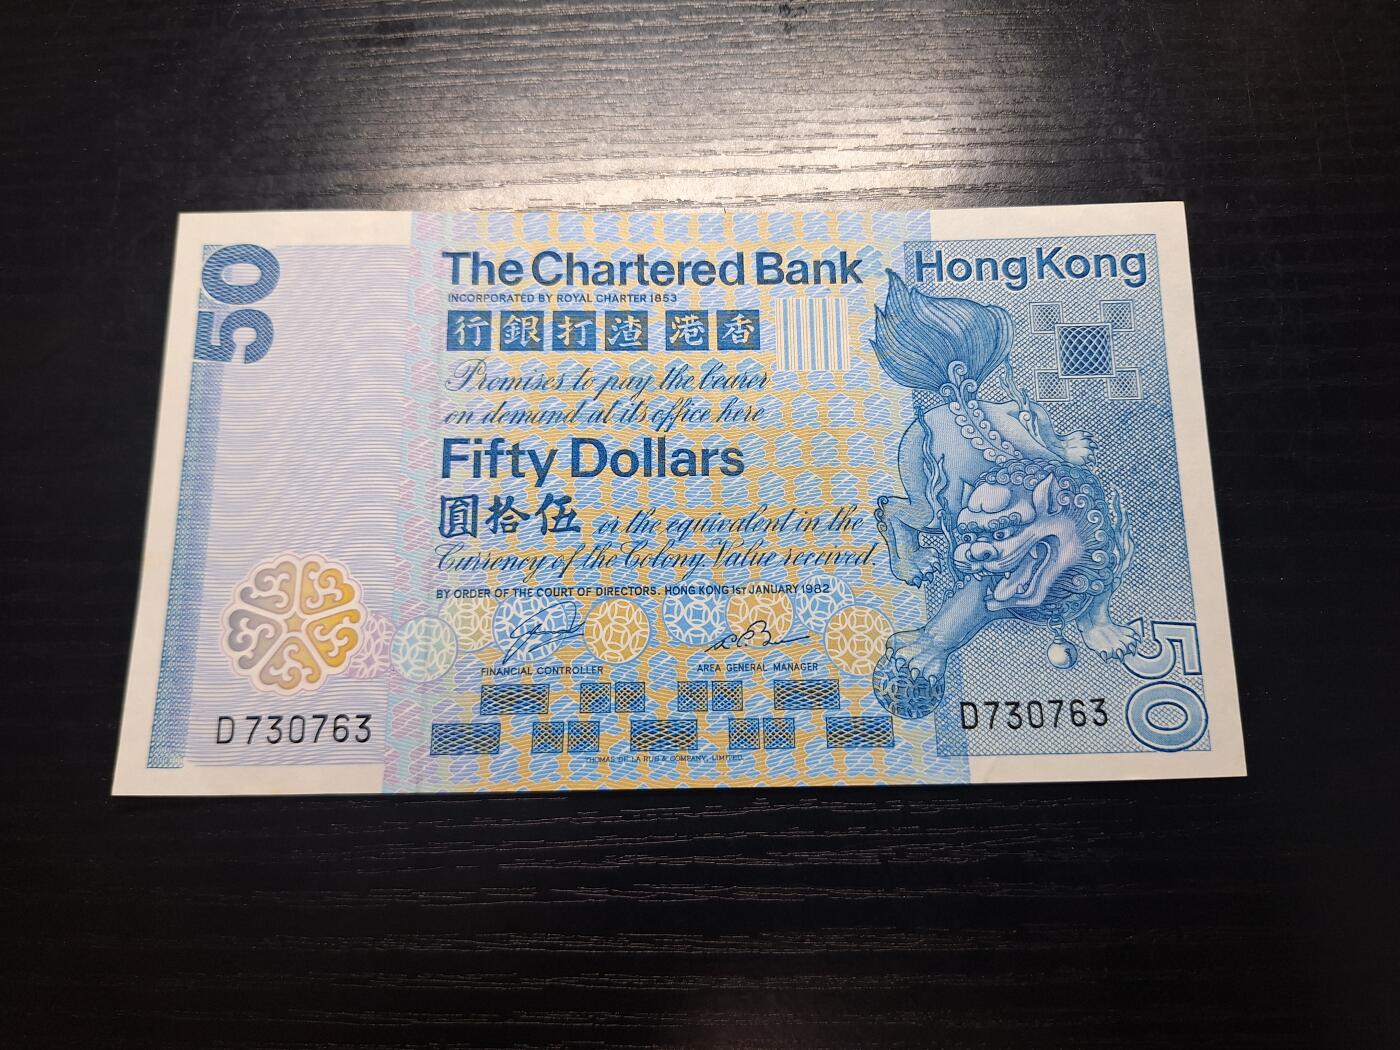 50
The Chartered Bank
Hong Kong
INCORPORATED BY ROYAL CHARTER 1853
行銀打渣港香
Promises to pay the bearer
on demand at its office here
Fifty Dollars
圓拾伍 or the equivalent in the
Currency of the Colony. Value received.
BY ORDER OF THE COURT OF DIRECTORS. HONG KONG 1ST JANUARY 1982
FINANCIAL CONTROLLER
AREA GENERAL MANAGER
50
D730763
D730763
THOMAS DE LA RUE & COMPANY, LIMITED.